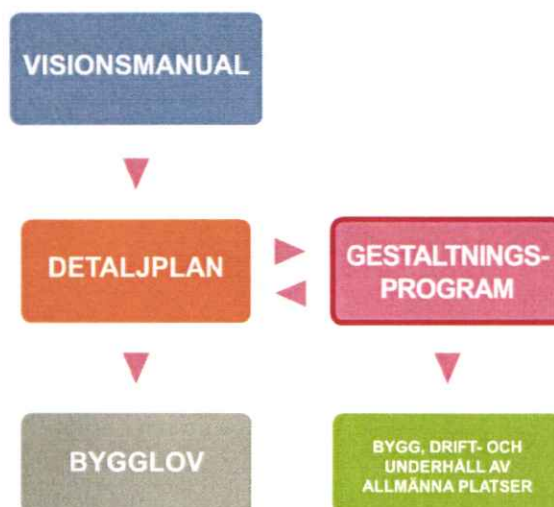 VISIONSMANUAL
DETALJPLAN
GESTALTNINGS-
PROGRAM
BYGGLOV
BYGG, DRIFT- OCH
UNDERHÅLL AV
ALLMÄNNA PLATSER